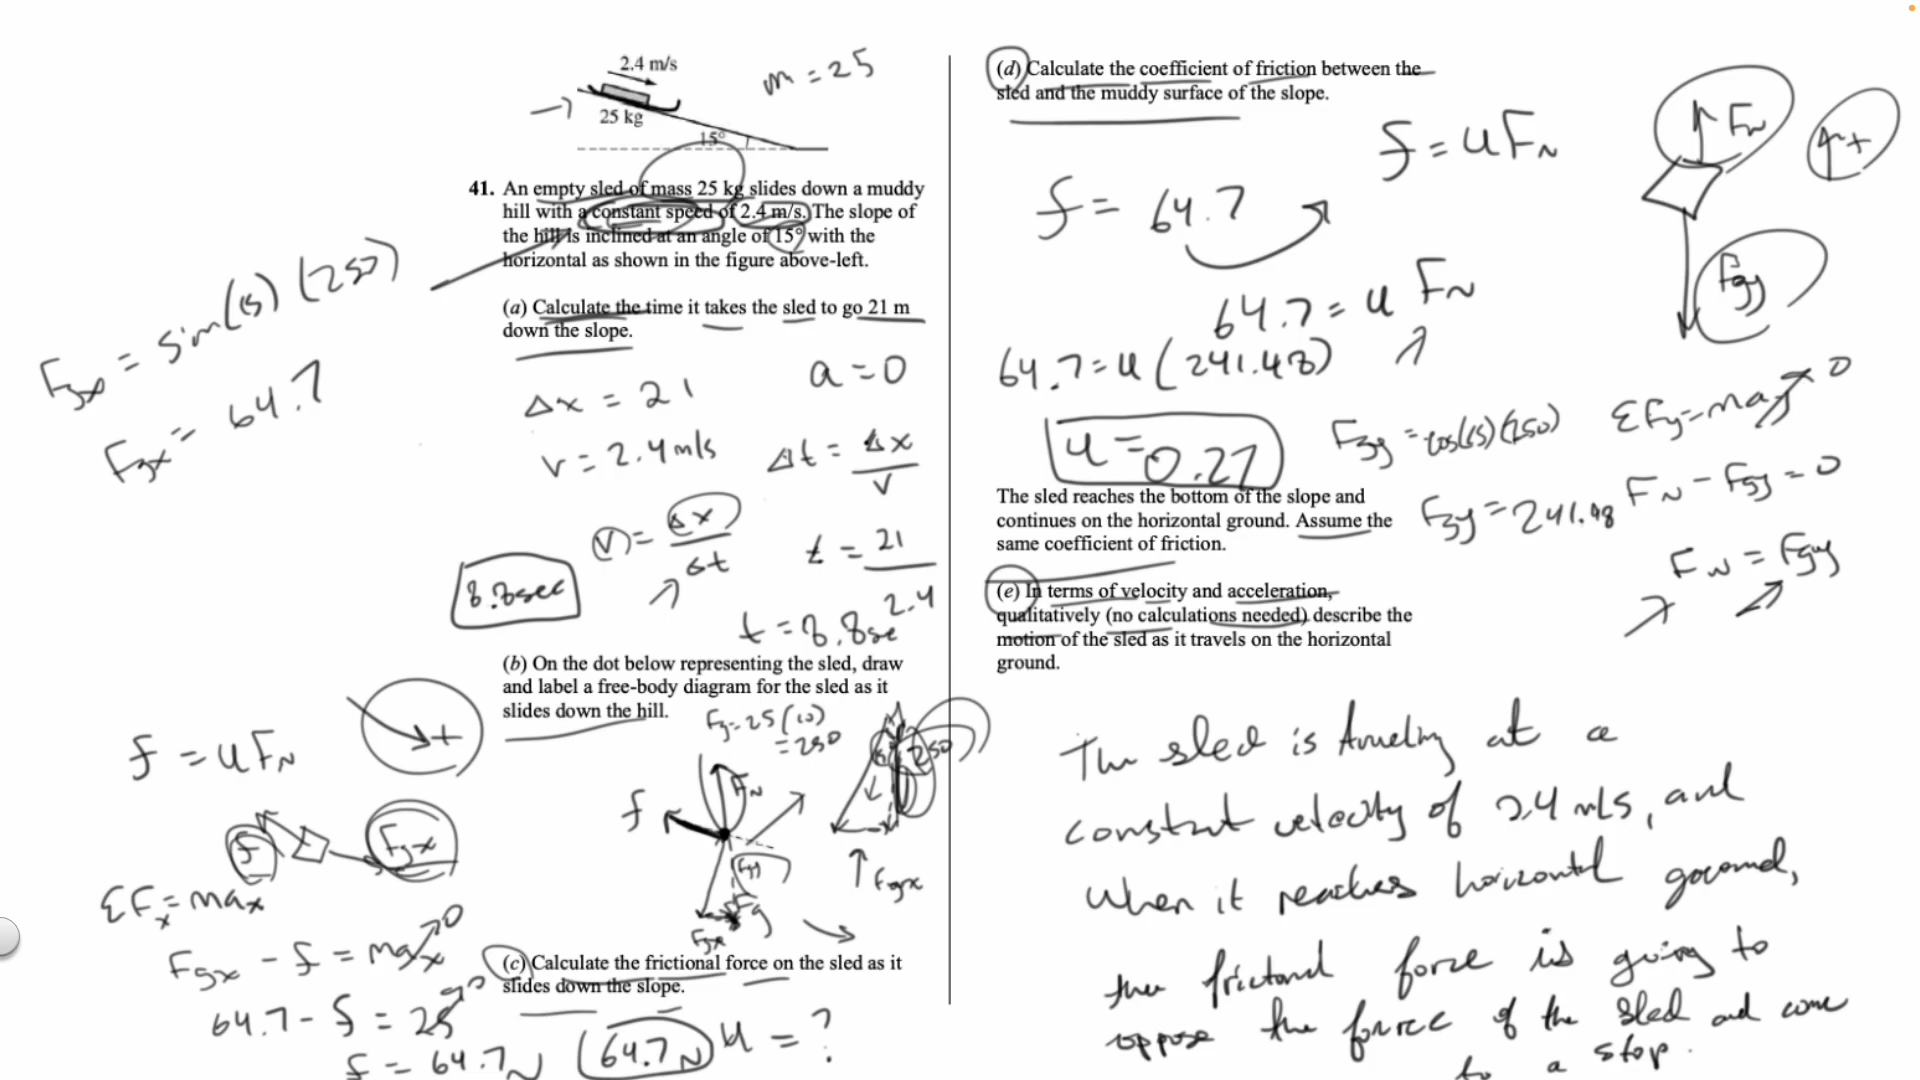 2.4 m/s
m = 25
25 kg
15°
41. An empty sled of mass 25 kg slides down a muddy
hill with a constant speed of 2.4 m/s. The slope of
the hill is inclined at an angle of 15° with the
horizontal as shown in the figure above-left.
Fgx = sin(15)(250)
Fgx = 64.7
(a) Calculate the time it takes the sled to go 21 m
down the slope.
Δx = 21
a = 0
v = 2.4 m/s
Δt = Δx
v
v = Δx
Δt
t = 21
2.4
8.8sec
t = 8.8se
(b) On the dot below representing the sled, draw
and label a free-body diagram for the sled as it
slides down the hill.
Fg = 25(10)
= 250
250
f = uFN
+
f
FN
Fgy
Fg
Fgx
Fgx
f
Fgx
ΣFx = max
Fgx - f = max 0
64.7 - f = 25 0
f = 64.7N
(c) Calculate the frictional force on the sled as it
slides down the slope.
64.7N
u = ?
(d) Calculate the coefficient of friction between the
sled and the muddy surface of the slope.
f = uFN
FN
+
Fgy
f = 64.7
64.7 = u FN
64.7 = u(241.48)
u = 0.27
Fgy = cos(15)(250)
ΣFy = may 0
Fgy = 241.48
FN - Fgy = 0
FN = Fgy
The sled reaches the bottom of the slope and
continues on the horizontal ground. Assume the
same coefficient of friction.
(e) In terms of velocity and acceleration,
qualitatively (no calculations needed) describe the
motion of the sled as it travels on the horizontal
ground.
The sled is traveling at a
constant velocity of 2.4 m/s, and
when it reaches horizontal ground,
the frictional force is going to
oppose the force of the sled and come
to a stop.